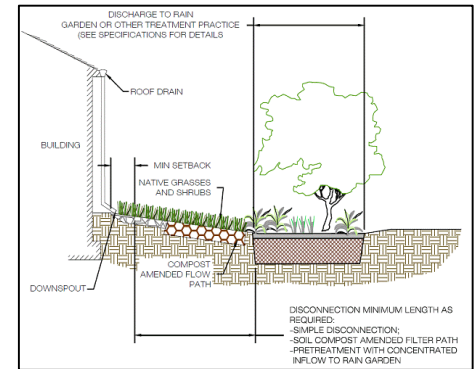 DISCHARGE TO RAIN
GARDEN OR OTHER TREATMENT PRACTICE
(SEE SPECIFICATIONS FOR DETAILS
ROOF DRAIN
BUILDING
MIN SETBACK
NATIVE GRASSES
AND SHRUBS
COMPOST
AMENDED FLOW
PATH
DOWNSPOUT
DISCONNECTION MINIMUM LENGTH AS
REQUIRED:
-SIMPLE DISCONNECTION;
-SOIL COMPOST AMENDED FILTER PATH
-PRETREATMENT WITH CONCENTRATED
INFLOW TO RAIN GARDEN